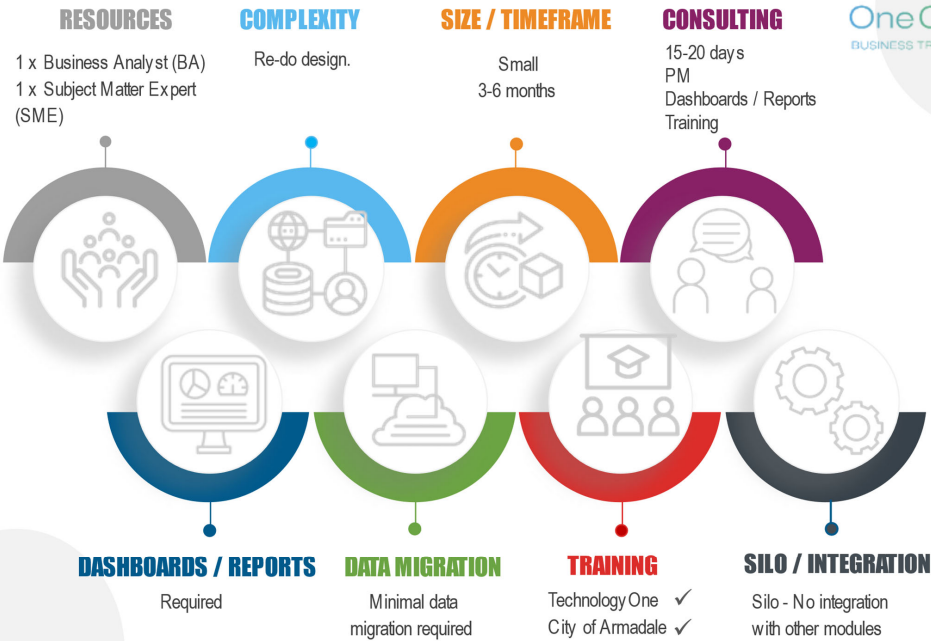 RESOURCES
1 x Business Analyst (BA)
1 x Subject Matter Expert
(SME)
COMPLEXITY
Re-do design.
SIZE / TIMEFRAME
Small
3-6 months
CONSULTING
15-20 days
PM
Dashboards / Reports
Training
One
BUSINESS
DASHBOARDS / REPORTS
Required
DATA MIGRATION
Minimal data
migration required
TRAINING
Technology One ✓
City of Armadale ✓
SILO / INTEGRATION
Silo - No integration
with other modules